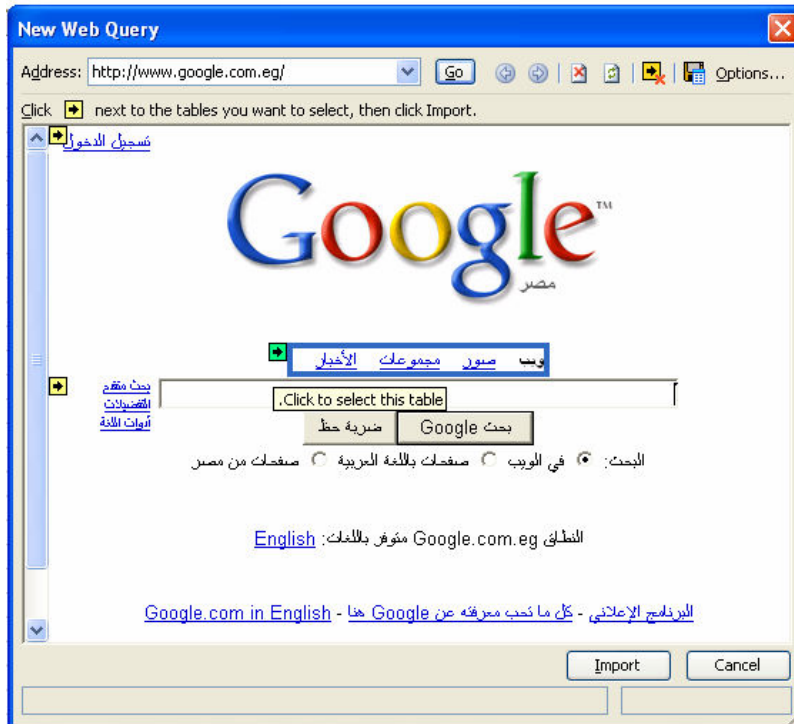 New Web Query
Address: http://www.google.com.eg/ Go Options...
Click next to the tables you want to select, then click Import.
تسجيل الدخول
Google™
مصر
ويب صور مجموعات الأخبار
بحث متقدم
التفضيلات
أدوات اللغة
.Click to select this table
بحث Google ضربة حظ
البحث: في الويب صفحات باللغة العربية صفحات من مصر
النطاق Google.com.eg متوفر باللغات: English
البرنامج الإعلاني - كل ما تحب معرفته عن Google هنا - Google.com in English
Import Cancel